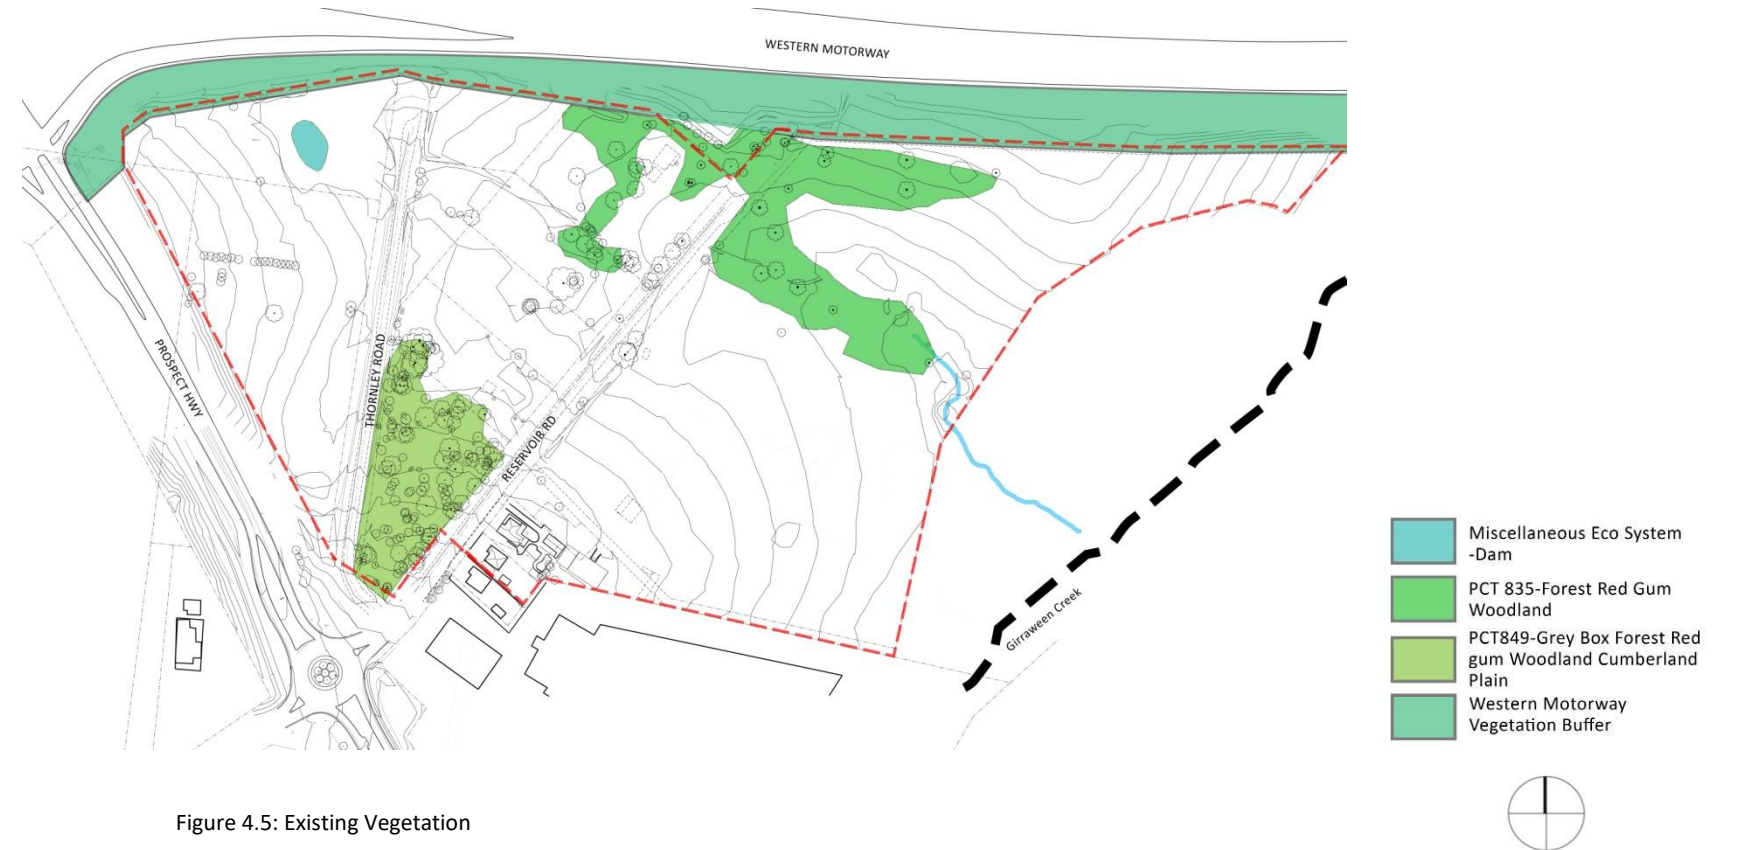 WESTERN MOTORWAY
PROSPECT HWY
THORNLEY ROAD
RESERVOIR RD
Girraween Creek
Miscellaneous Eco System
-Dam
PCT 835-Forest Red Gum
Woodland
PCT849-Grey Box Forest Red
gum Woodland Cumberland
Plain
Western Motorway
Vegetation Buffer
Figure 4.5: Existing Vegetation